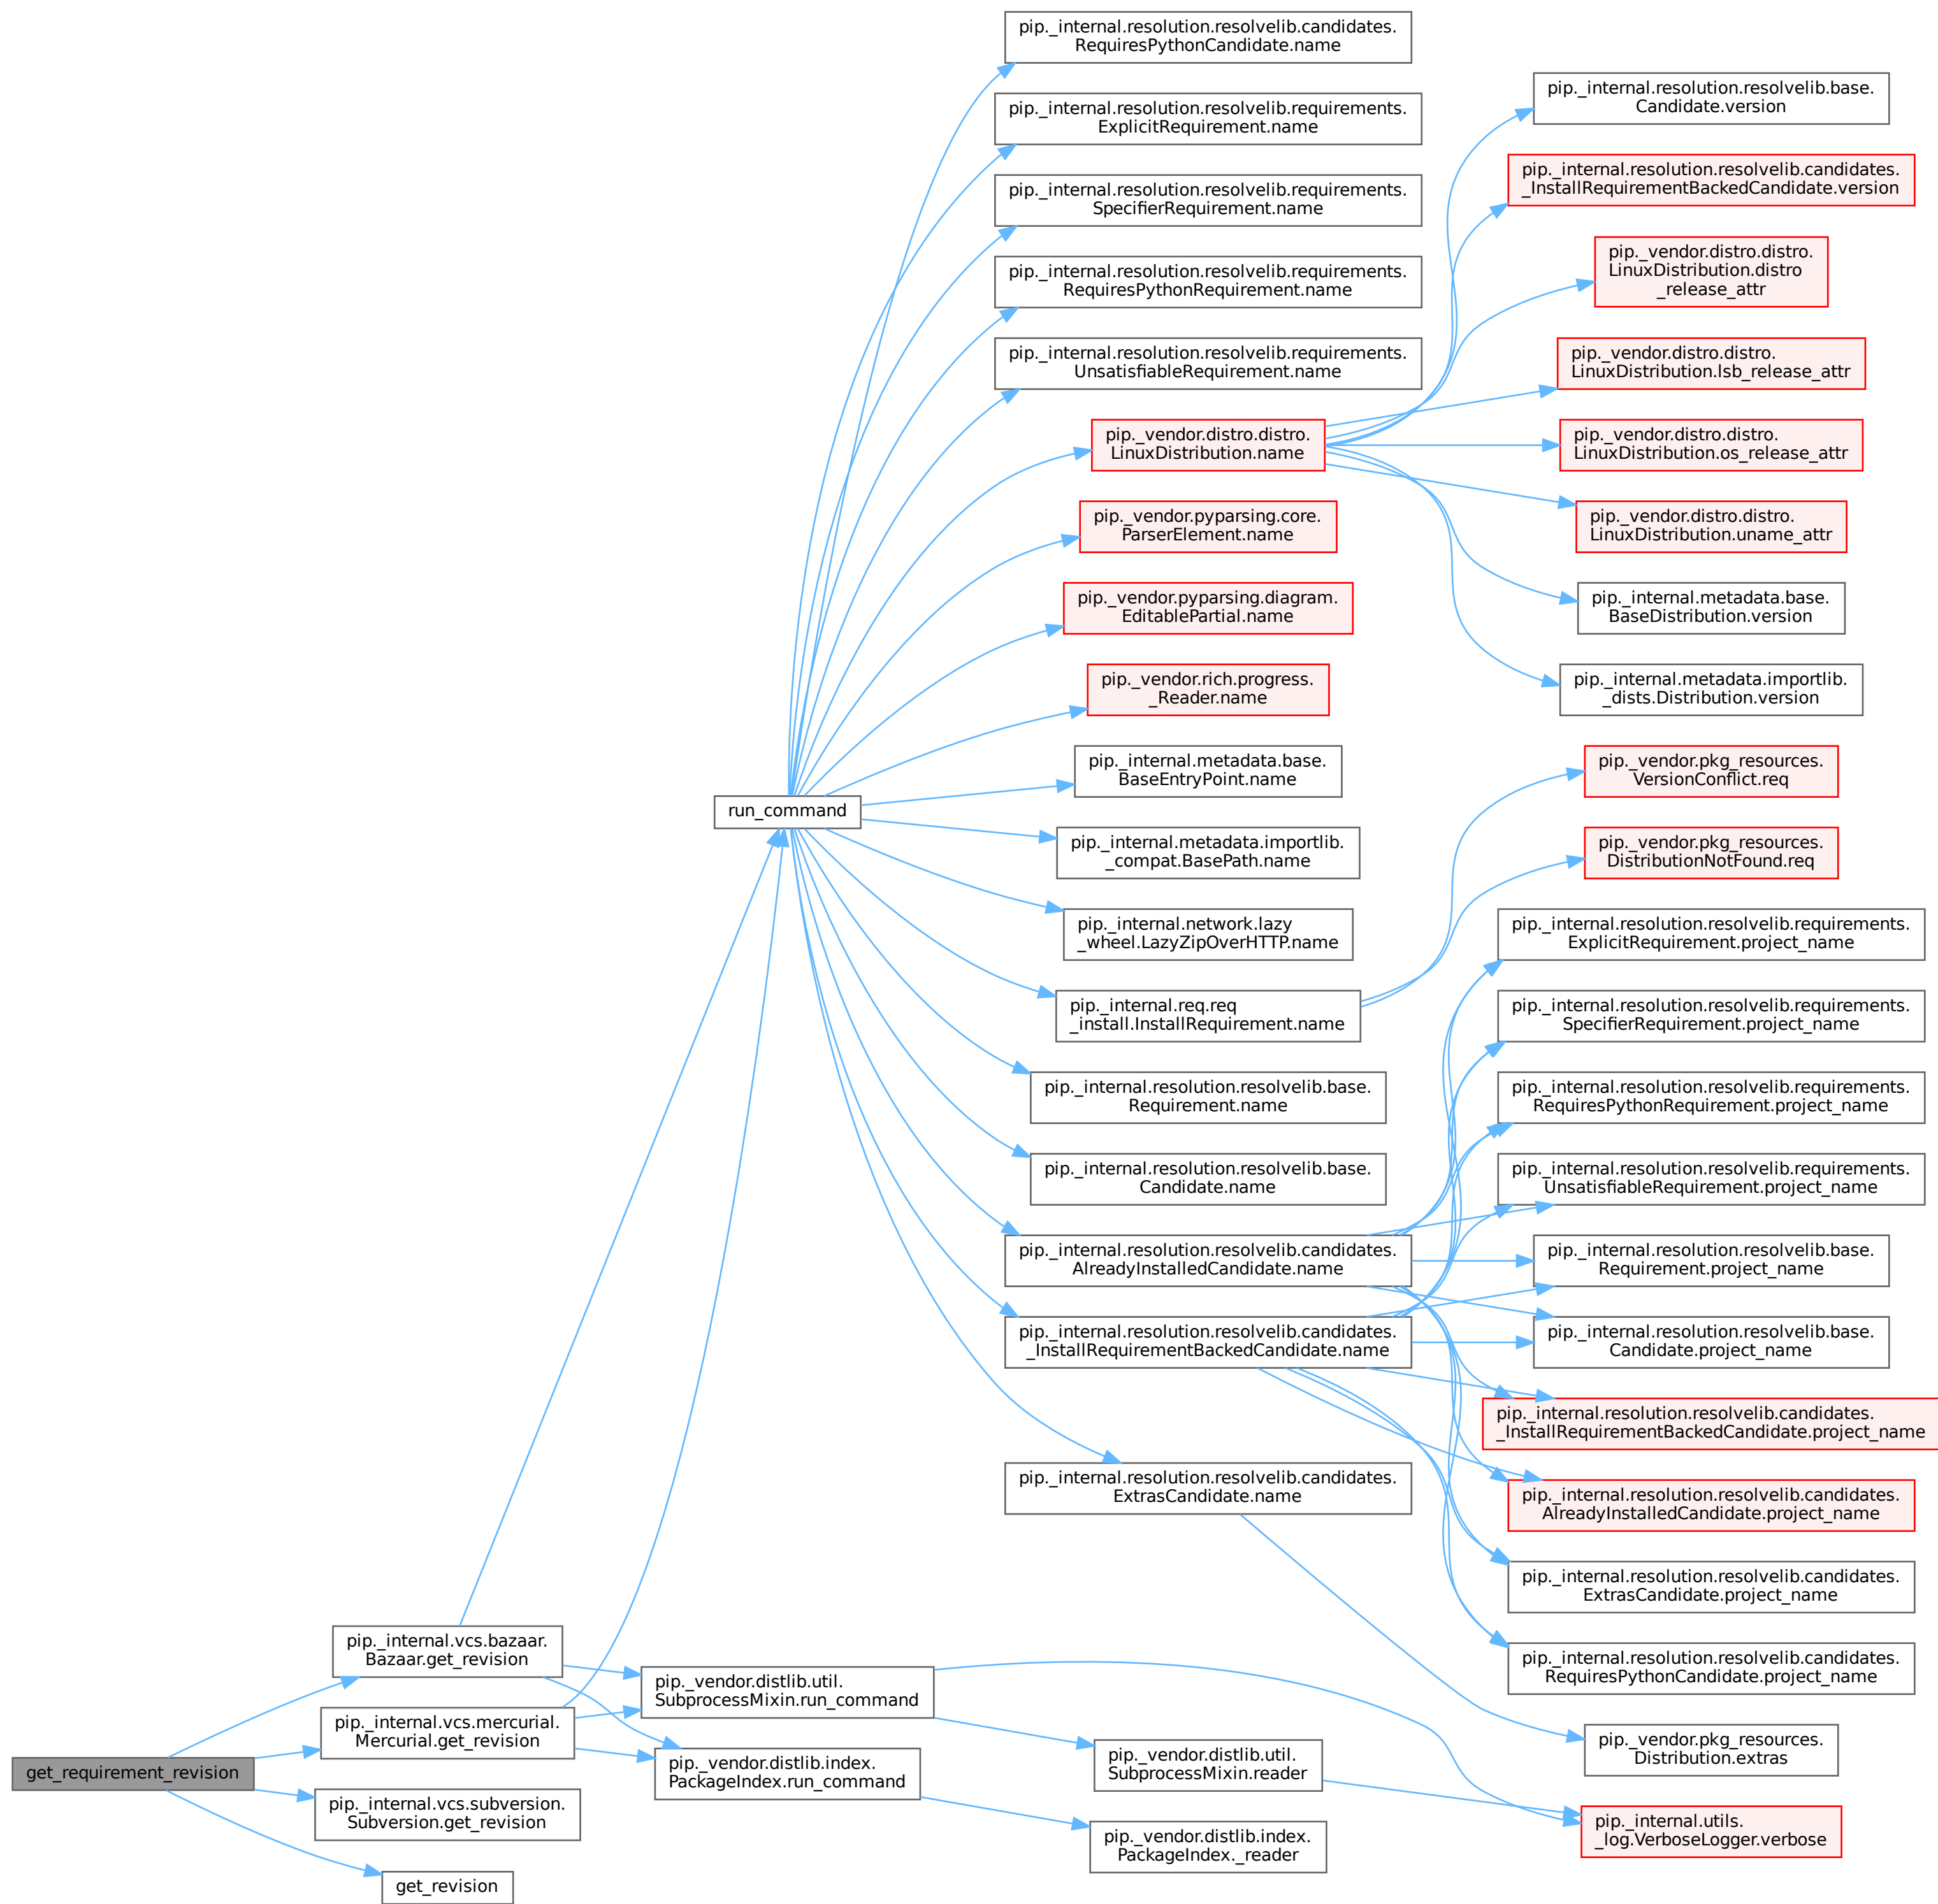 get_requirement_revision
pip._internal.vcs.bazaar.
Bazaar.get_revision
pip._internal.vcs.mercurial.
Mercurial.get_revision
pip._internal.vcs.subversion.
Subversion.get_revision
get_revision
pip._vendor.distlib.util.
SubprocessMixin.run_command
pip._vendor.distlib.index.
PackageIndex.run_command
run_command
pip._internal.resolution.resolvelib.candidates.
RequiresPythonCandidate.name
pip._internal.resolution.resolvelib.requirements.
ExplicitRequirement.name
pip._internal.resolution.resolvelib.requirements.
SpecifierRequirement.name
pip._internal.resolution.resolvelib.requirements.
RequiresPythonRequirement.name
pip._internal.resolution.resolvelib.requirements.
UnsatisfiableRequirement.name
pip._vendor.distro.distro.
LinuxDistribution.name
pip._vendor.pyparsing.core.
ParserElement.name
pip._vendor.pyparsing.diagram.
EditablePartial.name
pip._vendor.rich.progress.
_Reader.name
pip._internal.metadata.base.
BaseEntryPoint.name
pip._internal.metadata.importlib.
_compat.BasePath.name
pip._internal.network.lazy
_wheel.LazyZipOverHTTP.name
pip._internal.req.req
_install.InstallRequirement.name
pip._internal.resolution.resolvelib.base.
Requirement.name
pip._internal.resolution.resolvelib.base.
Candidate.name
pip._internal.resolution.resolvelib.candidates.
AlreadyInstalledCandidate.name
pip._internal.resolution.resolvelib.candidates.
_InstallRequirementBackedCandidate.name
pip._internal.resolution.resolvelib.candidates.
ExtrasCandidate.name
pip._vendor.distlib.util.
SubprocessMixin.reader
pip._vendor.distlib.index.
PackageIndex._reader
pip._internal.resolution.resolvelib.base.
Candidate.version
pip._internal.resolution.resolvelib.candidates.
_InstallRequirementBackedCandidate.version
pip._vendor.distro.distro.
LinuxDistribution.distro
_release_attr
pip._vendor.distro.distro.
LinuxDistribution.lsb_release_attr
pip._vendor.distro.distro.
LinuxDistribution.os_release_attr
pip._vendor.distro.distro.
LinuxDistribution.uname_attr
pip._internal.metadata.base.
BaseDistribution.version
pip._internal.metadata.importlib.
_dists.Distribution.version
pip._vendor.pkg_resources.
VersionConflict.req
pip._vendor.pkg_resources.
DistributionNotFound.req
pip._internal.resolution.resolvelib.requirements.
ExplicitRequirement.project_name
pip._internal.resolution.resolvelib.requirements.
SpecifierRequirement.project_name
pip._internal.resolution.resolvelib.requirements.
RequiresPythonRequirement.project_name
pip._internal.resolution.resolvelib.requirements.
UnsatisfiableRequirement.project_name
pip._internal.resolution.resolvelib.base.
Requirement.project_name
pip._internal.resolution.resolvelib.base.
Candidate.project_name
pip._internal.resolution.resolvelib.candidates.
_InstallRequirementBackedCandidate.project_name
pip._internal.resolution.resolvelib.candidates.
AlreadyInstalledCandidate.project_name
pip._internal.resolution.resolvelib.candidates.
ExtrasCandidate.project_name
pip._internal.resolution.resolvelib.candidates.
RequiresPythonCandidate.project_name
pip._vendor.pkg_resources.
Distribution.extras
pip._internal.utils.
_log.VerboseLogger.verbose